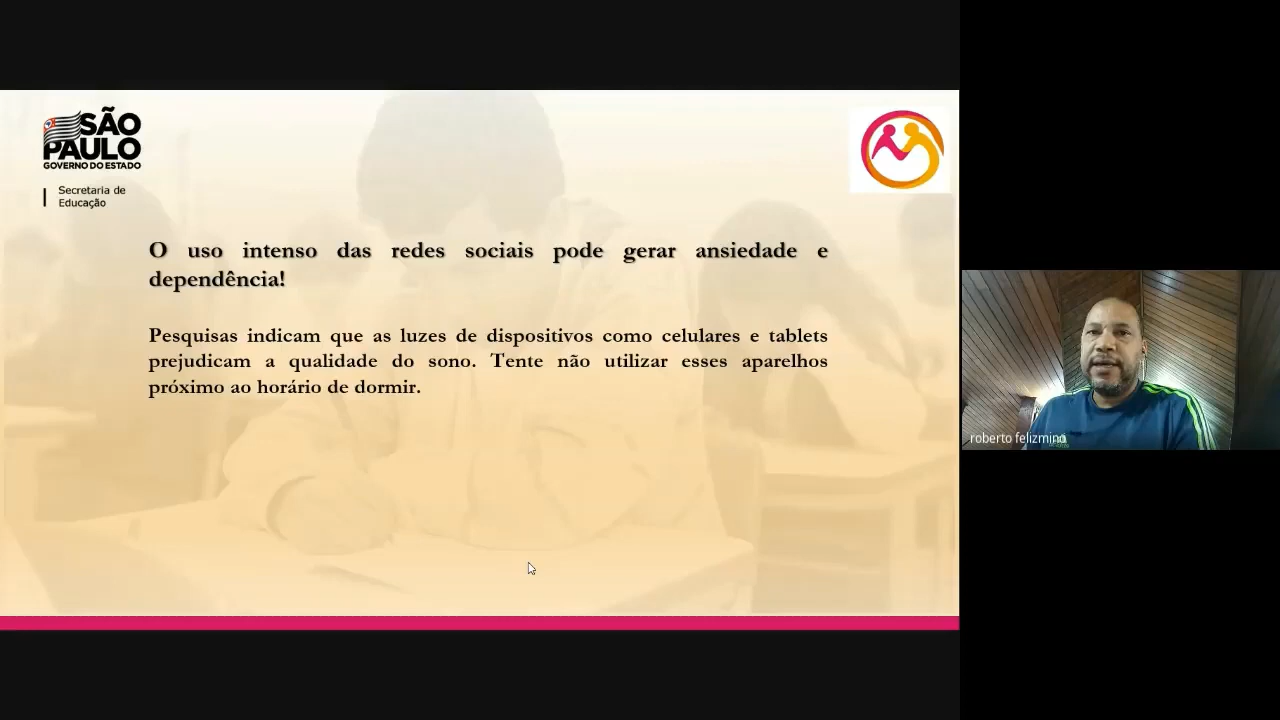 SÃO
PAULO
GOVERNO DO ESTADO
Secretaria de
Educação
O uso intenso das redes sociais pode gerar ansiedade e
dependência!
Pesquisas indicam que as luzes de dispositivos como celulares e tablets
prejudicam a qualidade do sono. Tente não utilizar esses aparelhos
próximo ao horário de dormir.
roberto felizmino